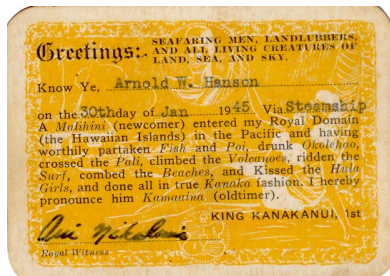 Greetings:. SEAFARING MEN, LANDLUBBERS,
AND ALL LIVING CREATURES OF
LAND, SEA, AND SKY.
Know Ye, Arnold W. Hanson
on the 30th day of Jan 1945 Via Steamship
A Malihini (newcomer) entered my Royal Domain
(the Hawaiian Islands) in the Pacific and having
worthily partaken Fish and Poi, drunk Okolehao,
crossed the Pali, climbed the Volcanoes, ridden the
Surf, combed the Beaches, and Kissed the Hula
Girls, and done all in true Kanaka fashion. I hereby
pronounce him Kamaaina (oldtimer).
KING KANAKANUI, 1st
Royal Witness